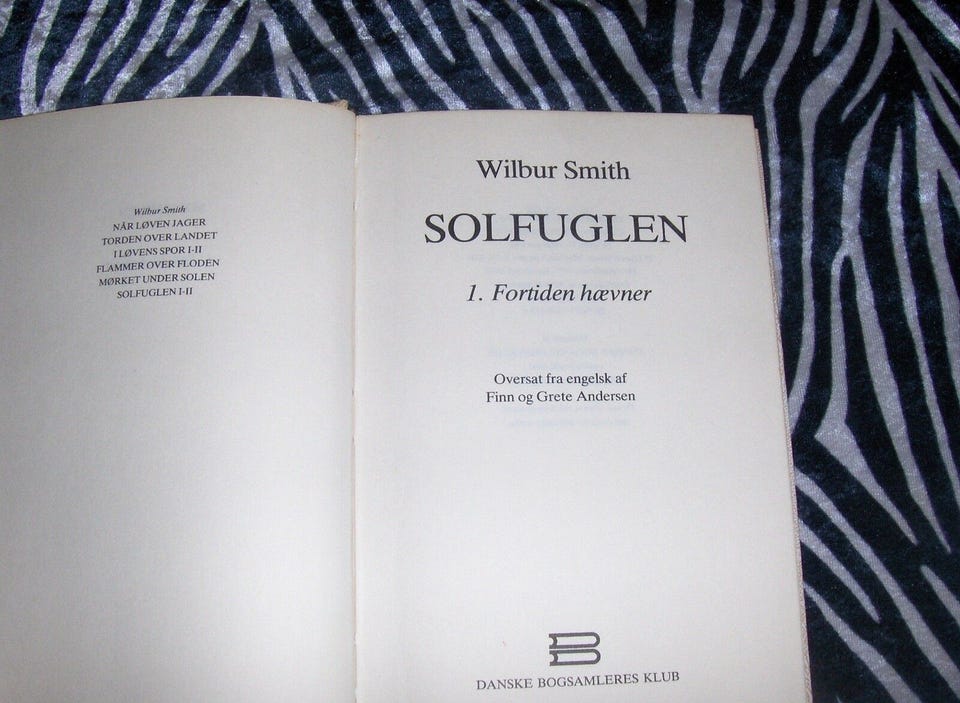 Wilbur Smith
NÅR LØVEN JAGER
TORDEN OVER LANDET
I LØVENS SPOR I-II
FLAMMER OVER FLODEN
MØRKET UNDER SOLEN
SOLFUGLEN I-II
Wilbur Smith
SOLFUGLEN
1. Fortiden hævner
Oversat fra engelsk af
Finn og Grete Andersen
DANSKE BOGSAMLERES KLUB